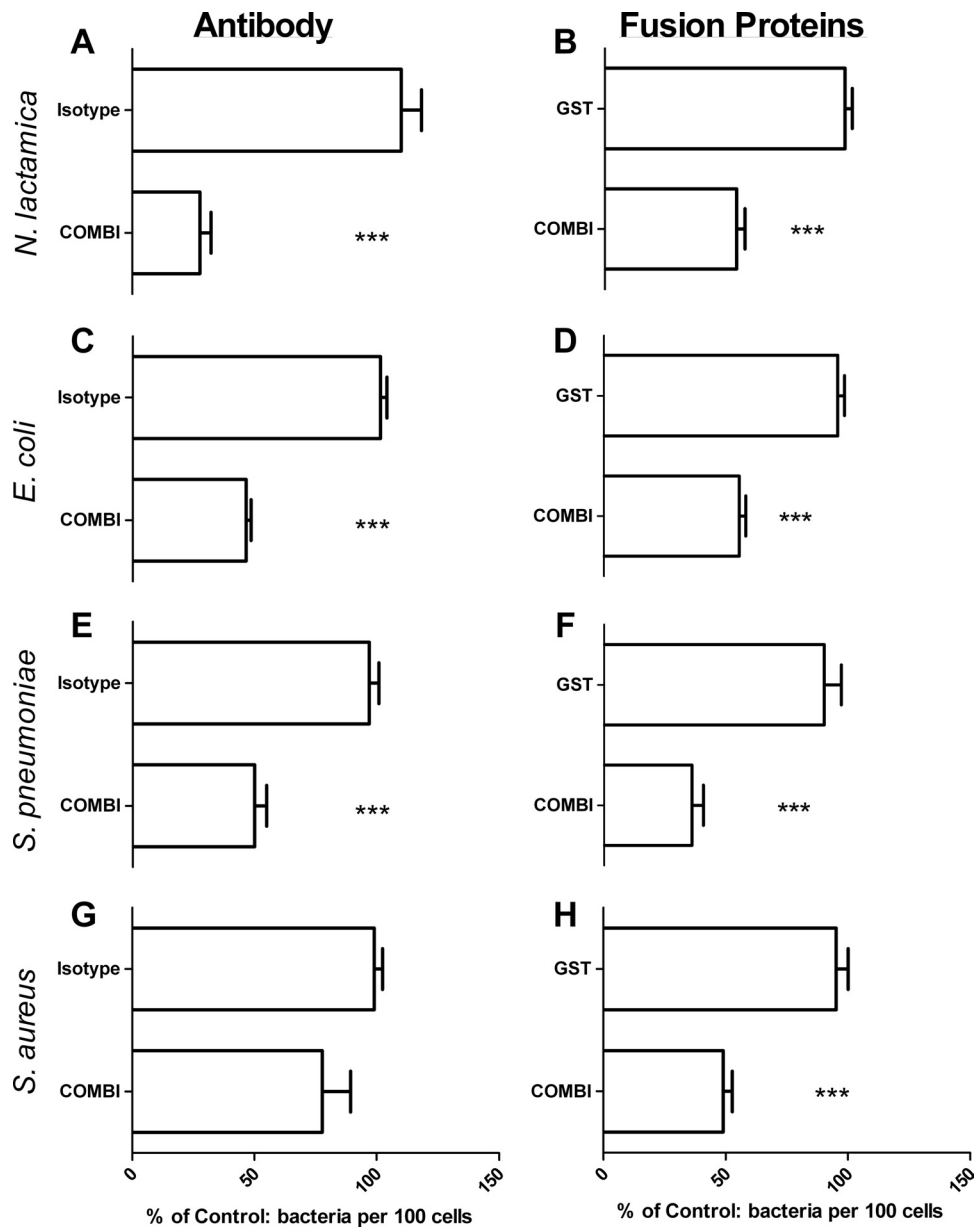 Antibody
Fusion Proteins
N. lactamica
A
Isotype
COMBI
***
B
GST
COMBI
***
E. coli
C
Isotype
COMBI
***
D
GST
COMBI
***
S. pneumoniae
E
Isotype
COMBI
***
F
GST
COMBI
***
S. aureus
G
Isotype
COMBI
H
GST
COMBI
***
0 50 100 150
0 50 100 150
% of Control: bacteria per 100 cells
% of Control: bacteria per 100 cells